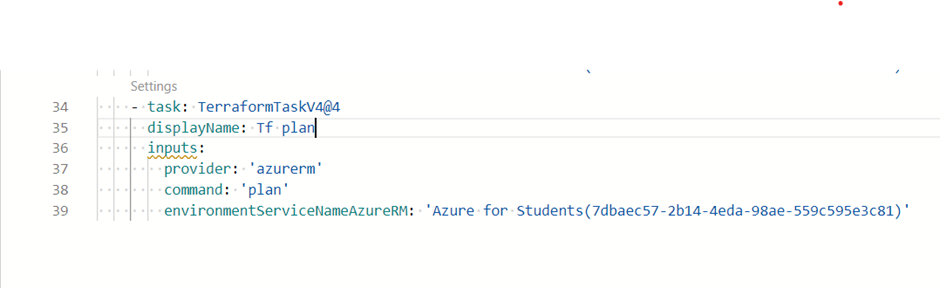 Settings
34 - task: TerraformTaskV4@4
35 displayName: Tf plan
36 inputs:
37 provider: 'azurerm'
38 command: 'plan'
39 environmentServiceNameAzureRM: 'Azure for Students(7dbaec57-2b14-4eda-98ae-559c595e3c81)'